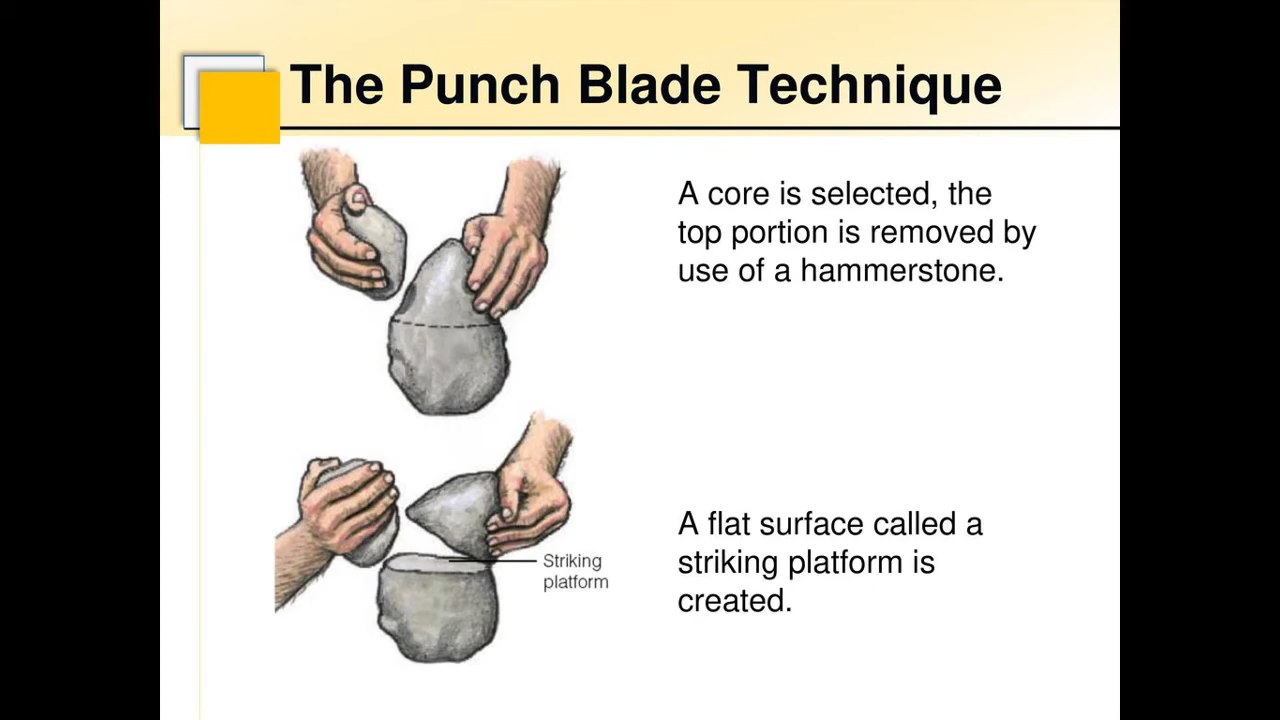 The Punch Blade Technique
A core is selected, the
top portion is removed by
use of a hammerstone.
Striking
platform
A flat surface called a
striking platform is
created.